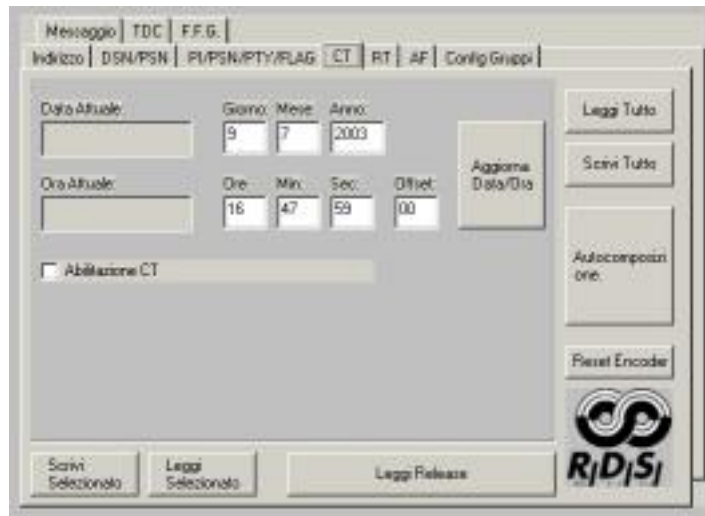 Messaggio TDC F.F.G.
Indirizzo DSN/PSN PI/PSN/PTY/FLAG CT RT AF Config Gruppi
Data Attuale: Giorno: Mese: Anno:
9 7 2003
Ora Attuale: Ore: Min: Sec: Offset:
16 47 59 00
Aggiorna
Data/Ora
Abilitazione CT
Leggi Tutto
Scrivi Tutto
Autocomposizi
one.
Reset Encoder
Scrivi
Selezionato
Leggi
Selezionato
Leggi Release
R/D/S/